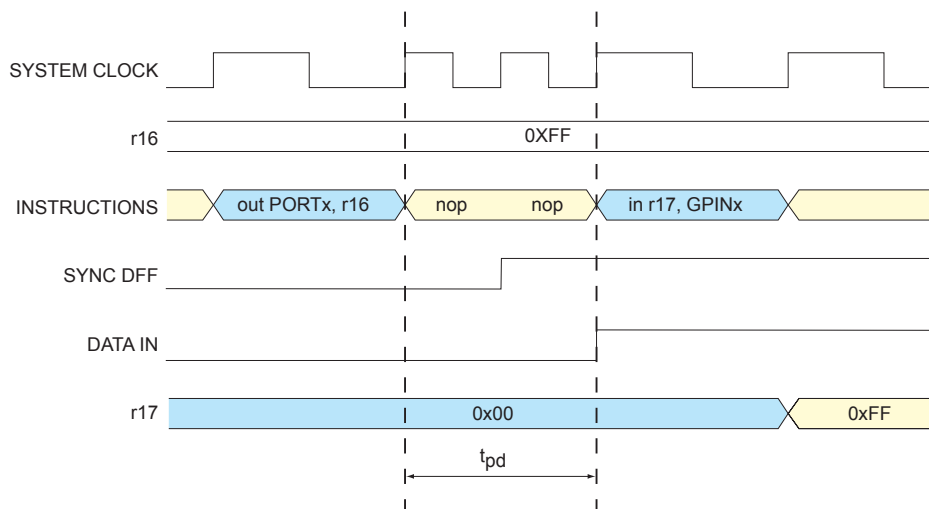 SYSTEM CLOCK
r16
0XFF
INSTRUCTIONS
out PORTx, r16
nop
nop
in r17, GPINx
SYNC DFF
DATA IN
r17
0x00
0xFF
tpd